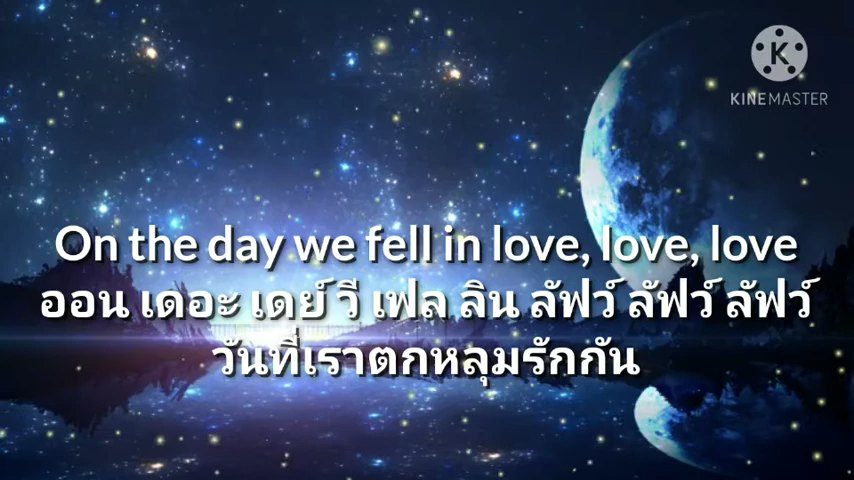 KINEMASTER
On the day we fell in love, love, love
ออน เดอะ เดย์ วี เฟล ลิน ลัฟว์ ลัฟว์ ลัฟว์
วันที่เราตกหลุมรักกัน